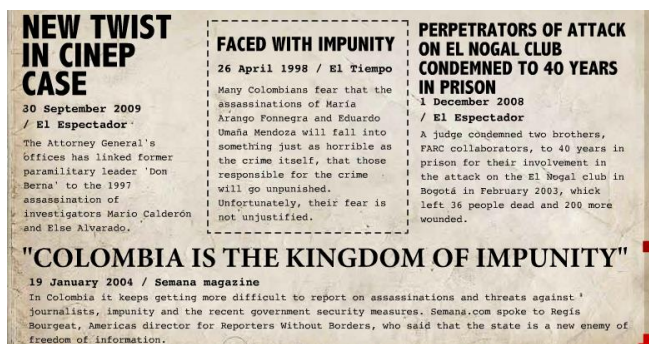 NEW TWIST
IN CINEP
CASE
30 September 2009
/ El Espectador
The Attorney General's
offices has linked former
paramilitary leader 'Don
Berna' to the 1997
assassination of
investigators Mario Calderón
and Else Alvarado.
FACED WITH IMPUNITY
26 April 1998 / El Tiempo
Many Colombians fear that the
assassinations of María
Arango Fonnegra and Eduardo
Umaña Mendoza will fall into
something just as horrible as
the crime itself, that those
responsible for the crime
will go unpunished.
Unfortunately, their fear is
not unjustified.
PERPETRATORS OF ATTACK
ON EL NOGAL CLUB
CONDEMNED TO 40 YEARS
IN PRISON
1 December 2008
/ El Espectador
A judge condemned two brothers,
FARC collaborators, to 40 years in
prison for their involvement in
the attack on the El Nogal club in
Bogotá in February 2003, whick
left 36 people dead and 200 more
wounded.
"COLOMBIA IS THE KINGDOM OF IMPUNITY"
19 January 2004 / Semana magazine
In Colombia it keeps getting more difficult to report on assassinations and threats against
journalists, impunity and the recent government security measures. Semana.com spoke to Regis
Bourgeat, Americas director for Reporters Without Borders, who said that the state is a new enemy of
freedom of information.